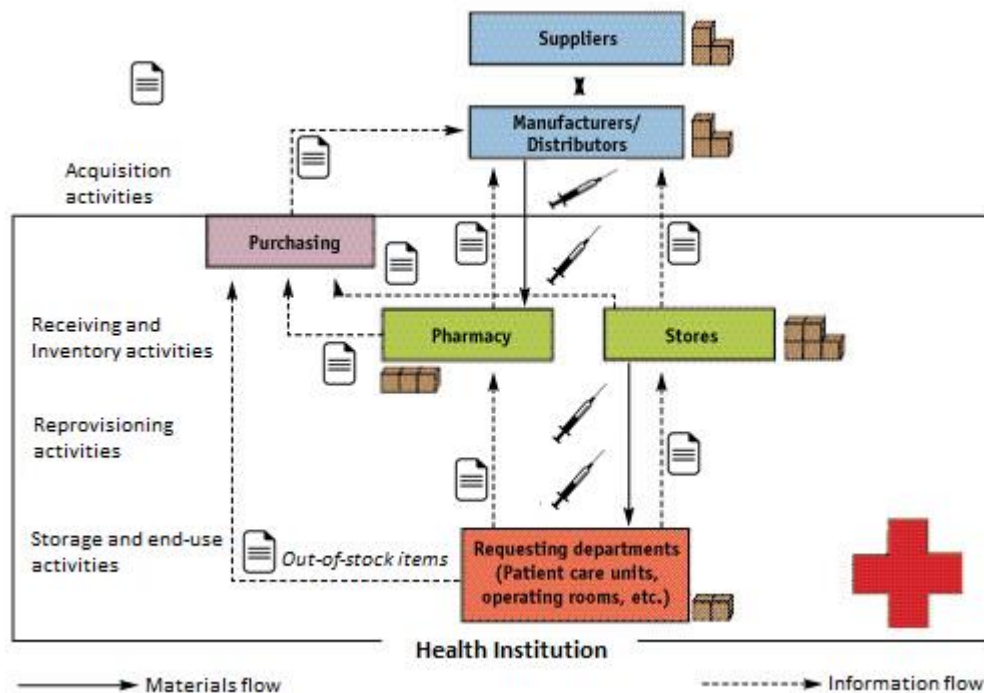 Suppliers
Manufacturers/
Distributors
Acquisition
activities
Purchasing
Receiving and
Inventory activities
Pharmacy
Stores
Reprovisioning
activities
Storage and end-use
activities
Out-of-stock items
Requesting departments
(Patient care units,
operating rooms, etc.)
Health Institution
Materials flow
Information flow